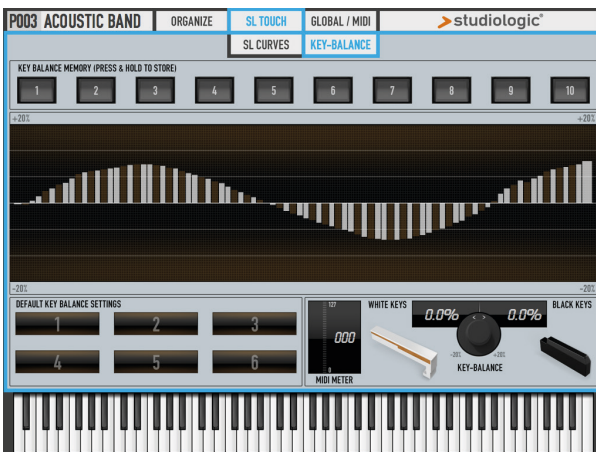 P003 ACOUSTIC BAND ORGANIZE SL TOUCH GLOBAL / MIDI studiologic®
SL CURVES KEY-BALANCE
KEY BALANCE MEMORY (PRESS & HOLD TO STORE)
1 2 3 4 5 6 7 8 9 10
+20% +20%
-20% -20%
DEFAULT KEY BALANCE SETTINGS
1 2 3
4 5 6
127
000
0
MIDI METER
WHITE KEYS 0.0% 0.0% BLACK KEYS
-20% +20%
KEY-BALANCE